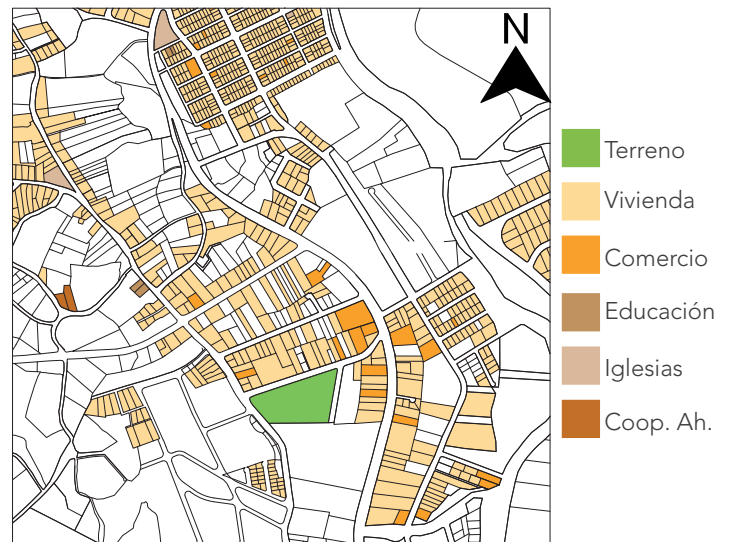 N
Terreno
Vivienda
Comercio
Educación
Iglesias
Coop. Ah.